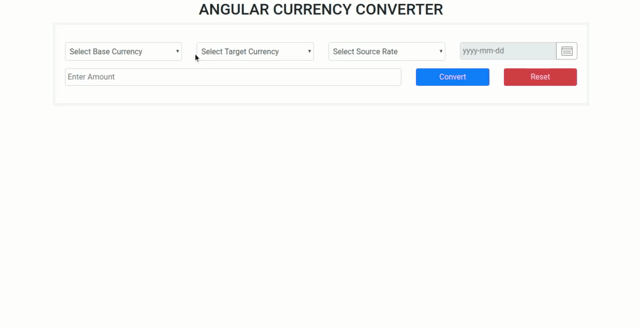 ANGULAR CURRENCY CONVERTER
Select Base Currency Select Target Currency Select Source Rate yyyy-mm-dd
Enter Amount Convert Reset